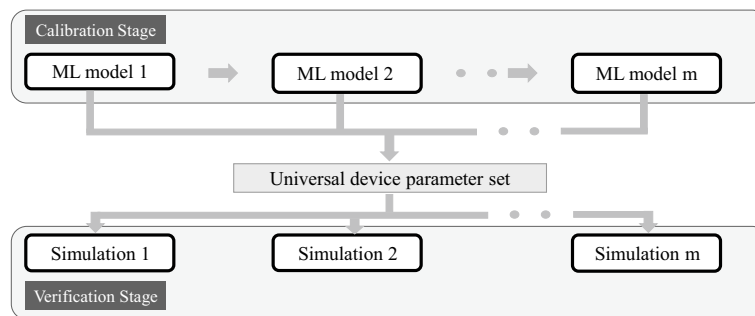 Calibration Stage
ML model 1
ML model 2
ML model m
Universal device parameter set
Simulation 1
Simulation 2
Simulation m
Verification Stage